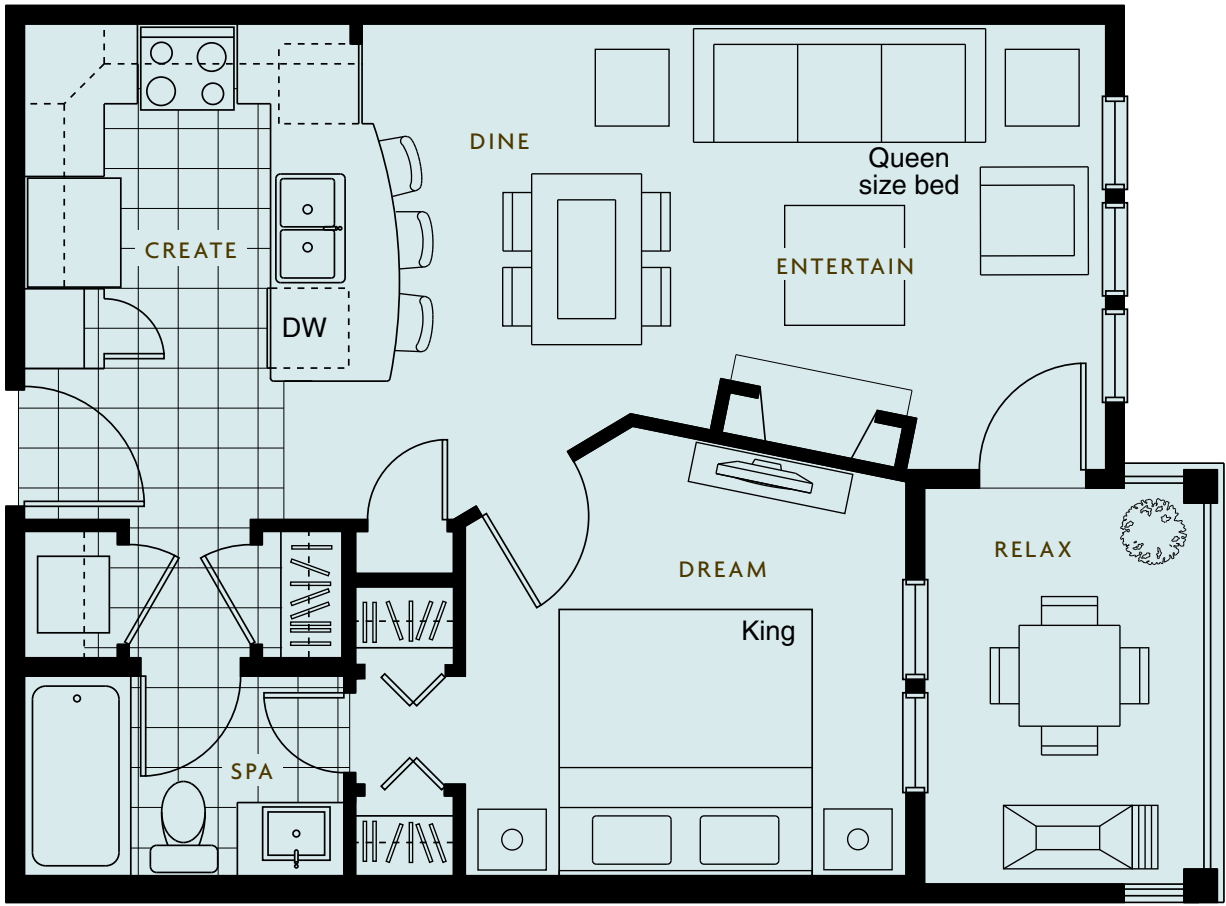 DINE
Queen
size bed
CREATE
ENTERTAIN
DW
RELAX
DREAM
King
SPA